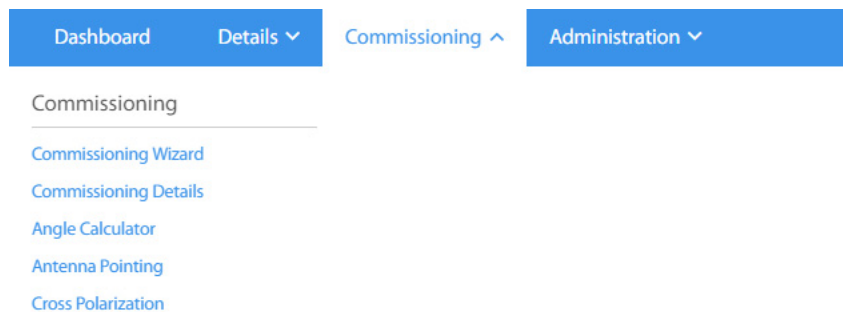 Dashboard Details Commissioning Administration
Commissioning
Commissioning Wizard
Commissioning Details
Angle Calculator
Antenna Pointing
Cross Polarization